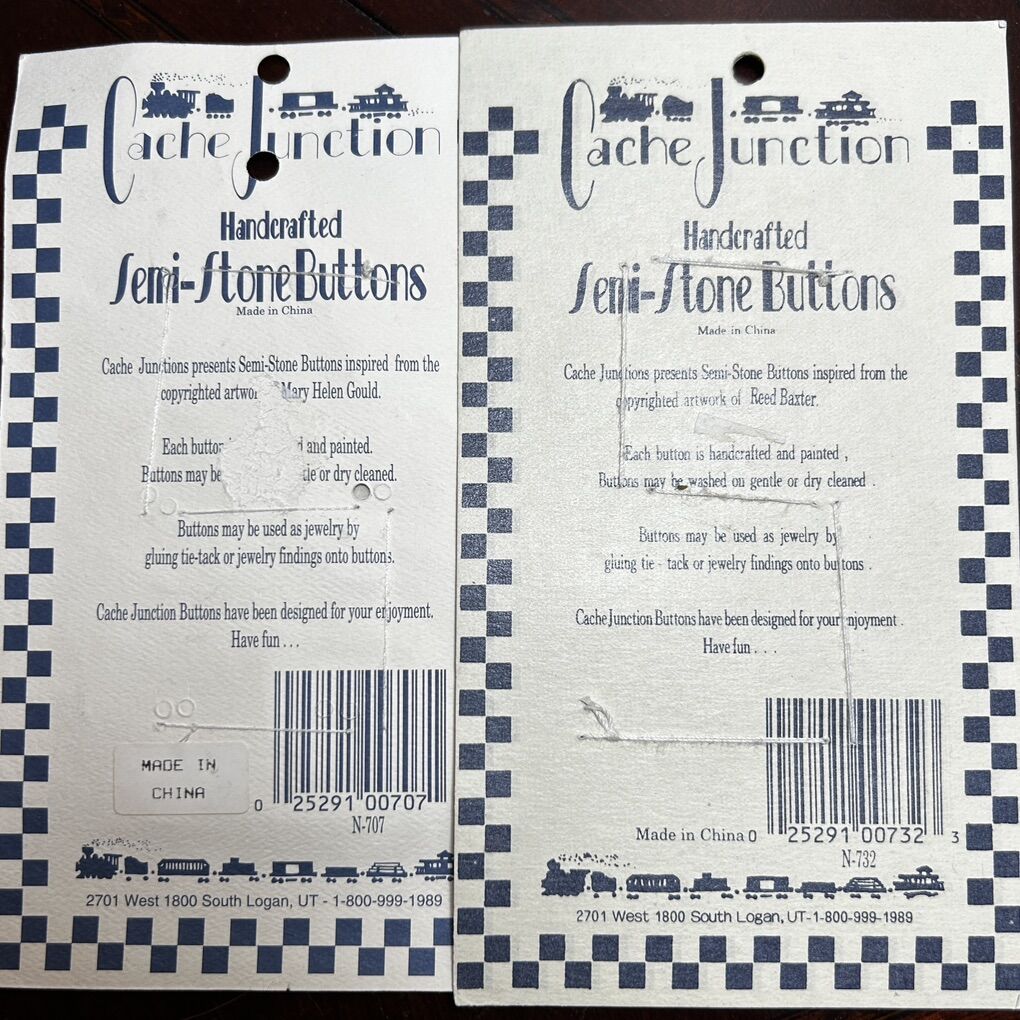 Cache Junction
Handcrafted
Semi-Stone Buttons
Made in China
Cache Junctions presents Semi-Stone Buttons inspired from the
copyrighted Mary Helen Gould.
Each and painted.
Buttons may be or dry cleaned.
Buttons may be used as jewelry by
gluing tie-tack or jewelry findings onto buttons.
Cache Junction Buttons have been designed for your enjoyment.
Have fun . . .
MADE IN
CHINA
0 25291 00707
N-707
2701 West 1800 South Logan, UT - 1-800-999-1989
Cache Junction
Handcrafted
Semi-Stone Buttons
Made in China
Cache Junctions presents Semi-Stone Buttons inspired from the
copyrighted artwork of Reed Baxter.
Each button is handcrafted and painted ,
Buttons may be washed on gentle or dry cleaned .
Buttons may be used as jewelry by
gluing tie - tack or jewelry findings onto buttons .
Cache Junction Buttons have been designed for your enjoyment .
Have fun . . .
Made in China 0 25291 00732 3
N-732
2701 West 1800 South Logan, UT-1-800-999-1989